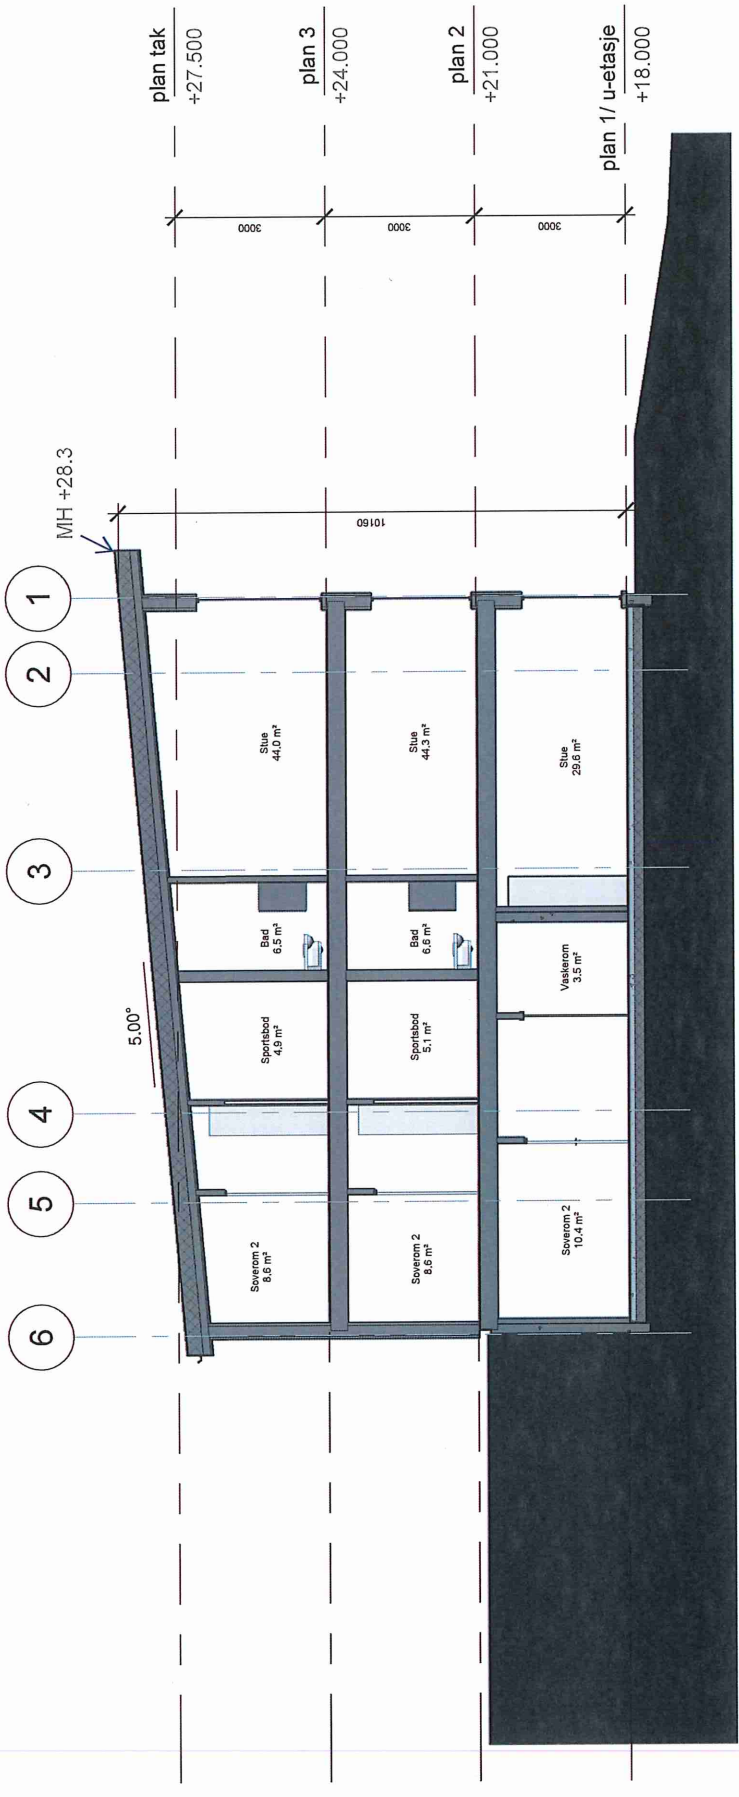 plan tak
+27.500
plan 3
+24.000
plan 2
+21.000
plan 1/ u-etasje
+18.000
3000
3000
3000
MH +28.3
10160
1
2
3
4
5
6
5.00°
Stue
44,0 m²
Stue
44,3 m²
Stue
29,6 m²
Bad
6,5 m²
Bad
6,6 m²
Vaskerom
3,5 m²
Sportsbod
4,9 m²
Sportsbod
5,1 m²
Soverom 2
8,6 m²
Soverom 2
8,6 m²
Soverom 2
10,4 m²